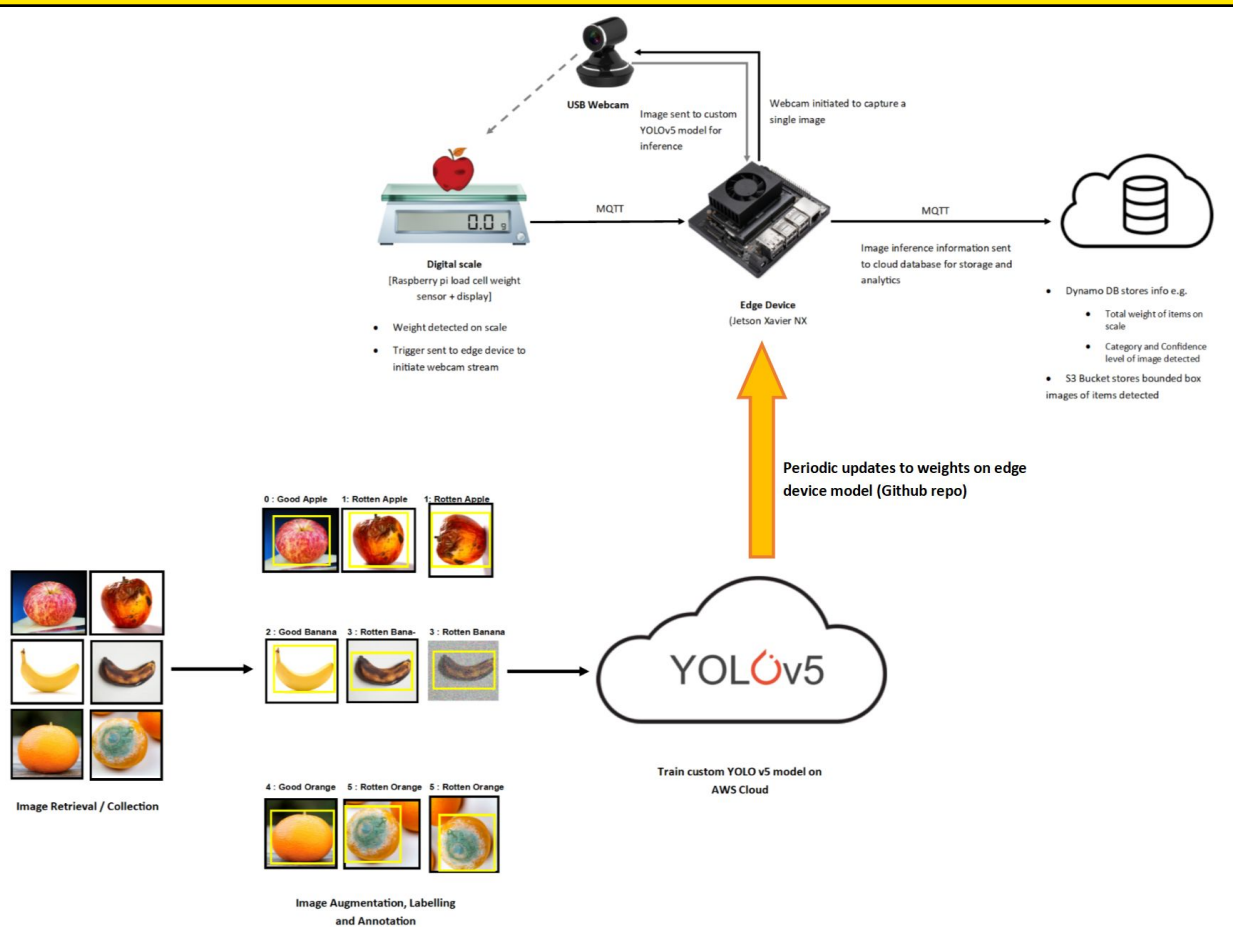 USB Webcam
Image sent to custom
YOLOv5 model for
inference
Webcam initiated to capture a
single image
0.0 g
MQTT
MQTT
Digital scale
[Raspberry pi load cell weight
sensor + display]
• Weight detected on scale
• Trigger sent to edge device to
initiate webcam stream
Edge Device
(Jetson Xavier NX
Image inference information sent
to cloud database for storage and
analytics
• Dynamo DB stores info e.g.
• Total weight of items on
scale
• Category and Confidence
level of image detected
• S3 Bucket stores bounded box
images of items detected
Periodic updates to weights on edge
device model (Github repo)
0 : Good Apple
1: Rotten Apple
1: Rotten Apple
2 : Good Banana
3 : Rotten Bana-
3 : Rotten Banana
4 : Good Orange
5 : Rotten Orange
5 : Rotten Orange
Image Retrieval / Collection
Image Augmentation, Labelling
and Annotation
YOLOv5
Train custom YOLO v5 model on
AWS Cloud